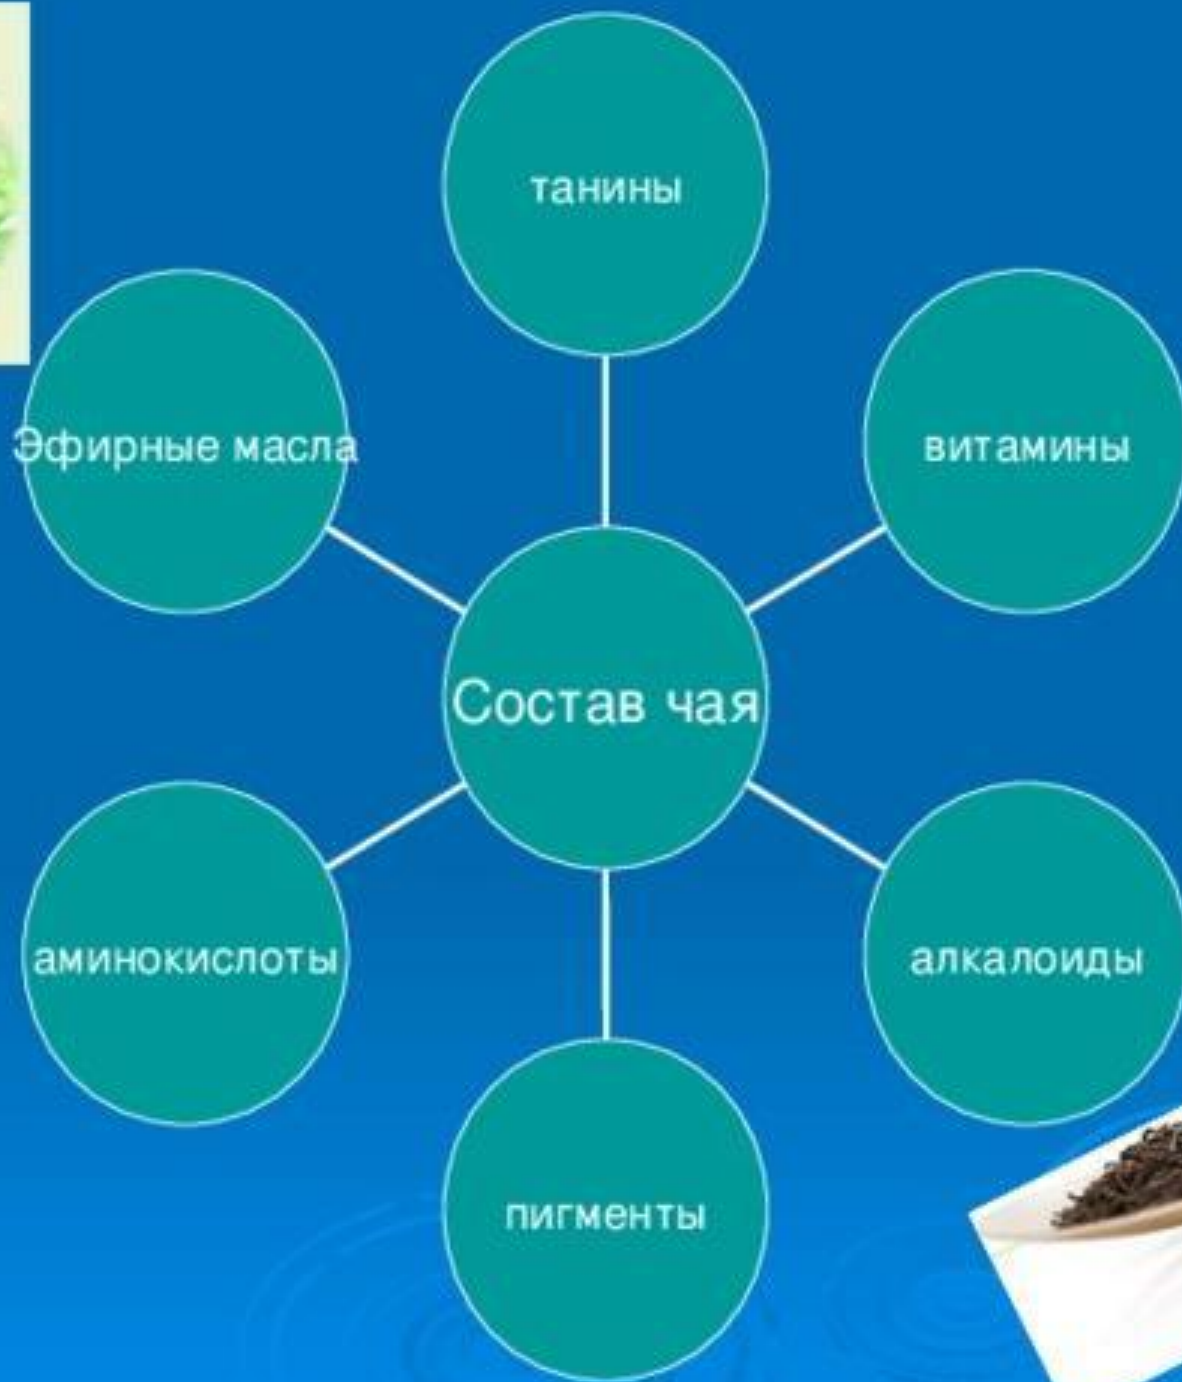 танины
Эфирные масла
витамины
Состав чая
аминокислоты
алкалоиды
пигменты